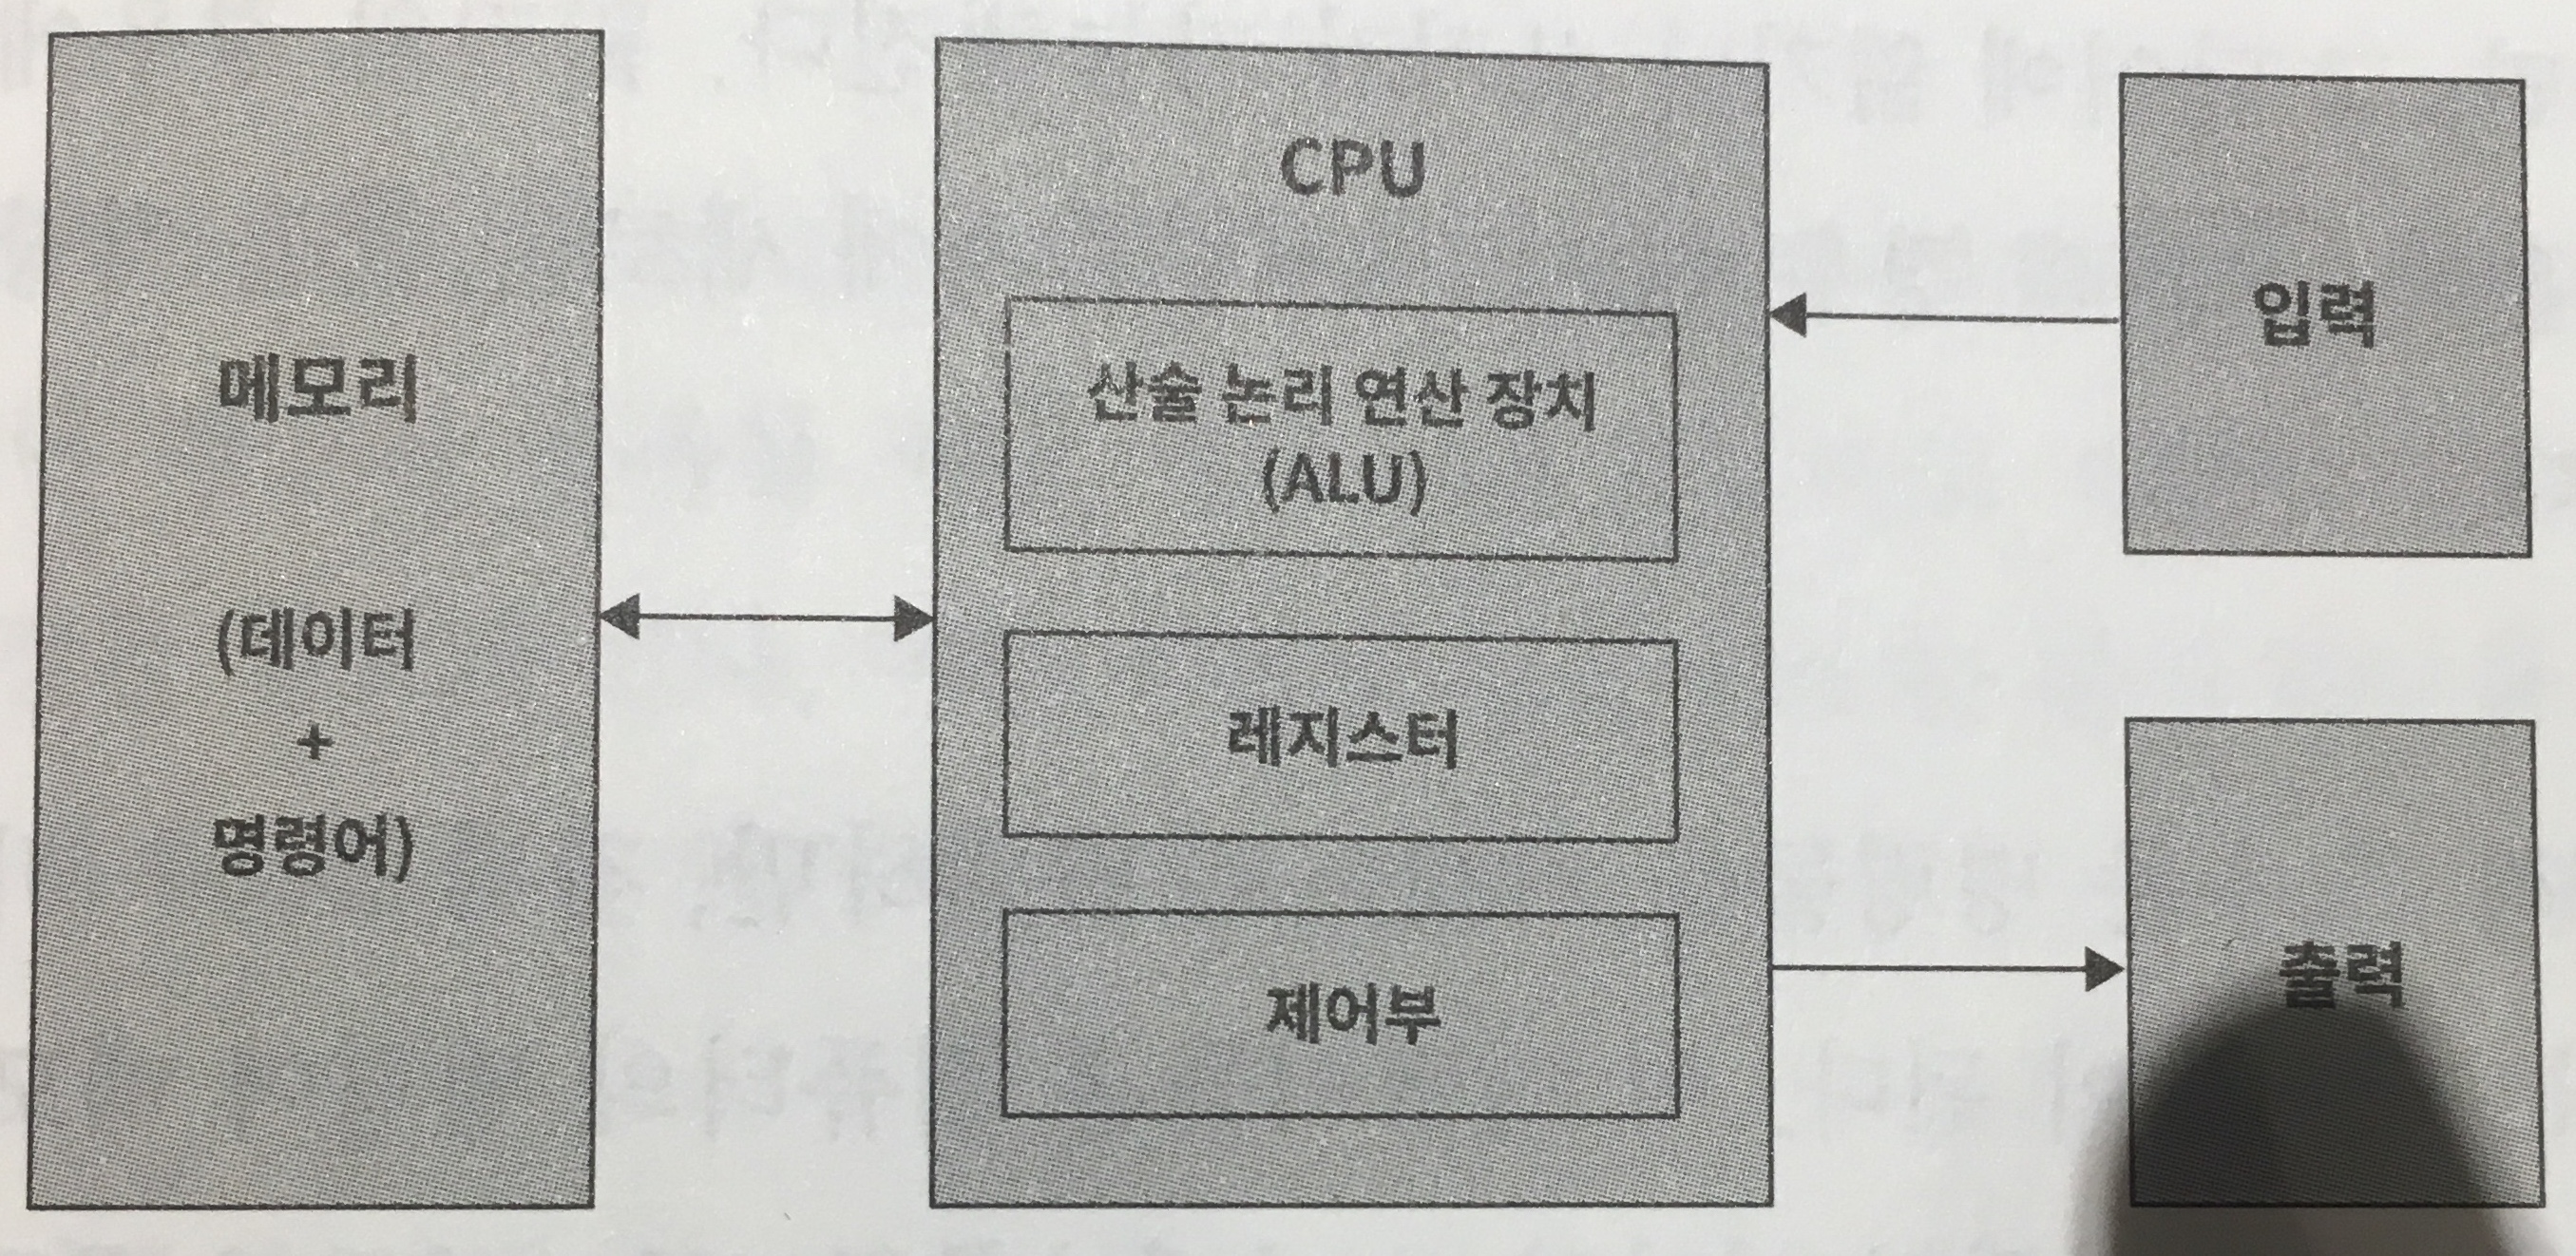 메모리
(데이터
+
명령어)
CPU
산술 논리 연산 장치
(ALU)
레지스터
제어부
입력
출력